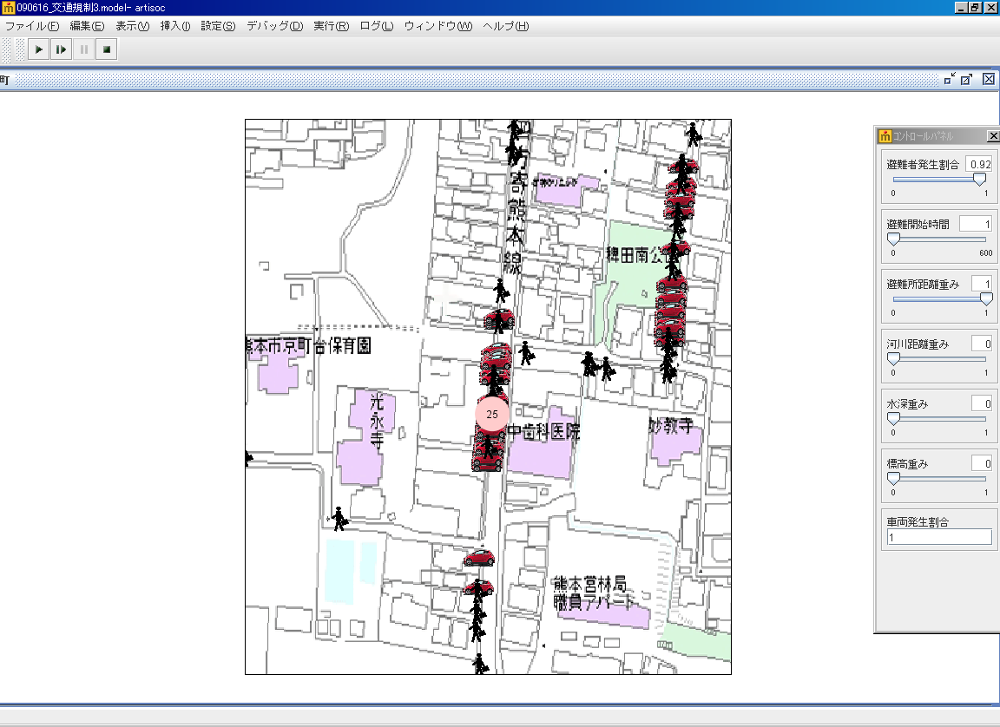 090616_交通規制3.model- artisoc
ファイル(F) 編集(E) 表示(V) 挿入(I) 設定(S) デバッグ(D) 実行(R) ログ(L) ウィンドウ(W) ヘルプ(H)
町
コントロールパネル
避難者発生割合 0.92
0 1
避難開始時間 1
0 600
避難所距離重み 1
0 1
河川距離重み 0
0 1
水深重み 0
0 1
標高重み 0
0 1
車両発生割合
1
寄熊本線
稗田南公
熊本市京町台保育園
光永寺
25
中歯科医院
妙教寺
熊本営林局
職員アパート